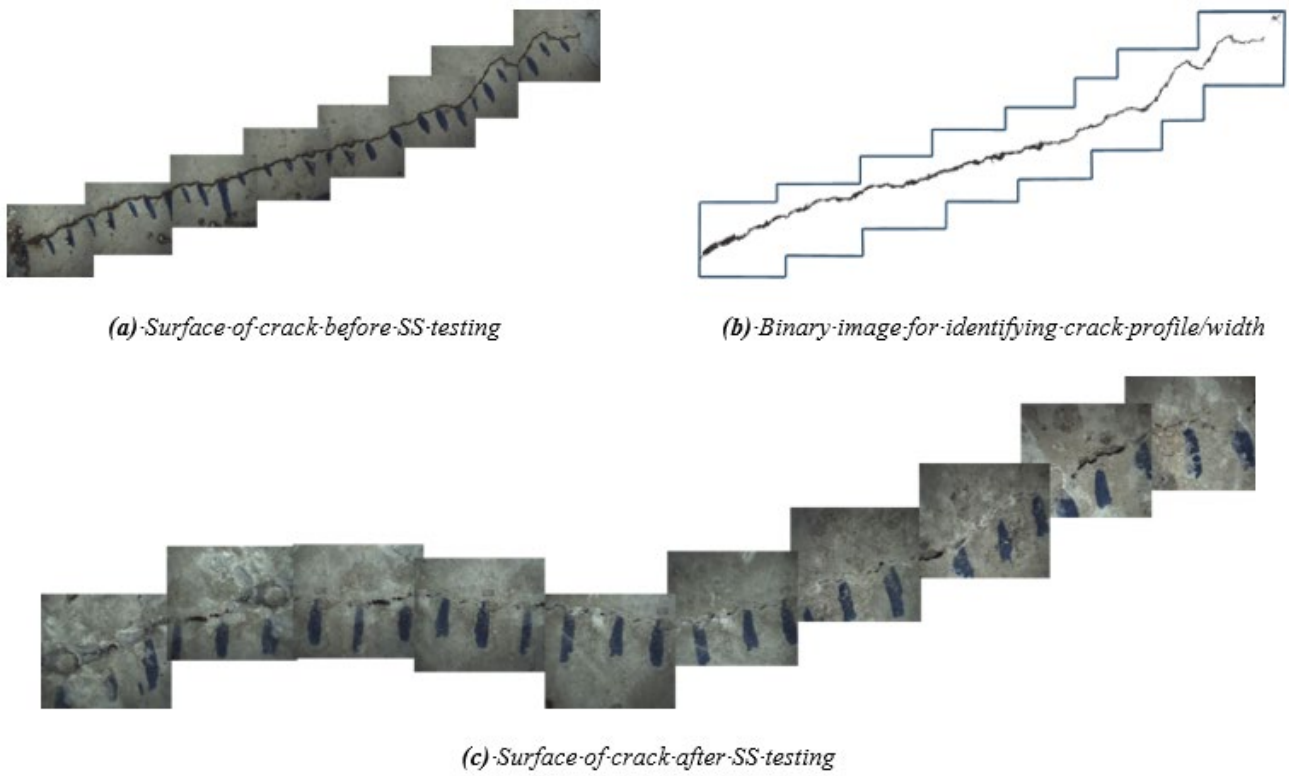 (a)·Surface·of·crack·before·SS·testing
(b)·Binary·image·for·identifying·crack·profile/width
(c)·Surface·of·crack·after·SS·testing